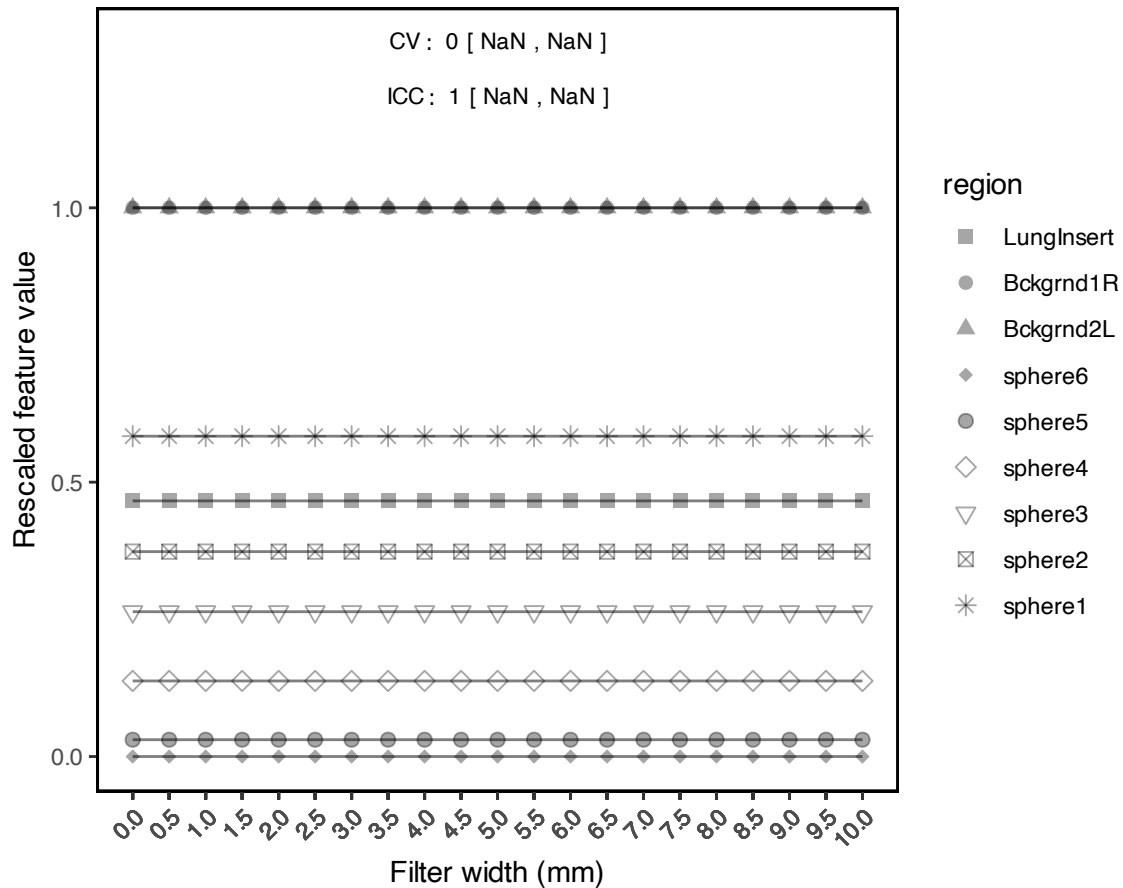 CV : 0 [ NaN , NaN ]
ICC : 1 [ NaN , NaN ]
1.0
0.5
0.0
Rescaled feature value
0.0 0.5 1.0 1.5 2.0 2.5 3.0 3.5 4.0 4.5 5.0 5.5 6.0 6.5 7.0 7.5 8.0 8.5 9.0 9.5 10.0
Filter width (mm)
region
LungInsert
Bckgrnd1R
Bckgrnd2L
sphere6
sphere5
sphere4
sphere3
sphere2
sphere1